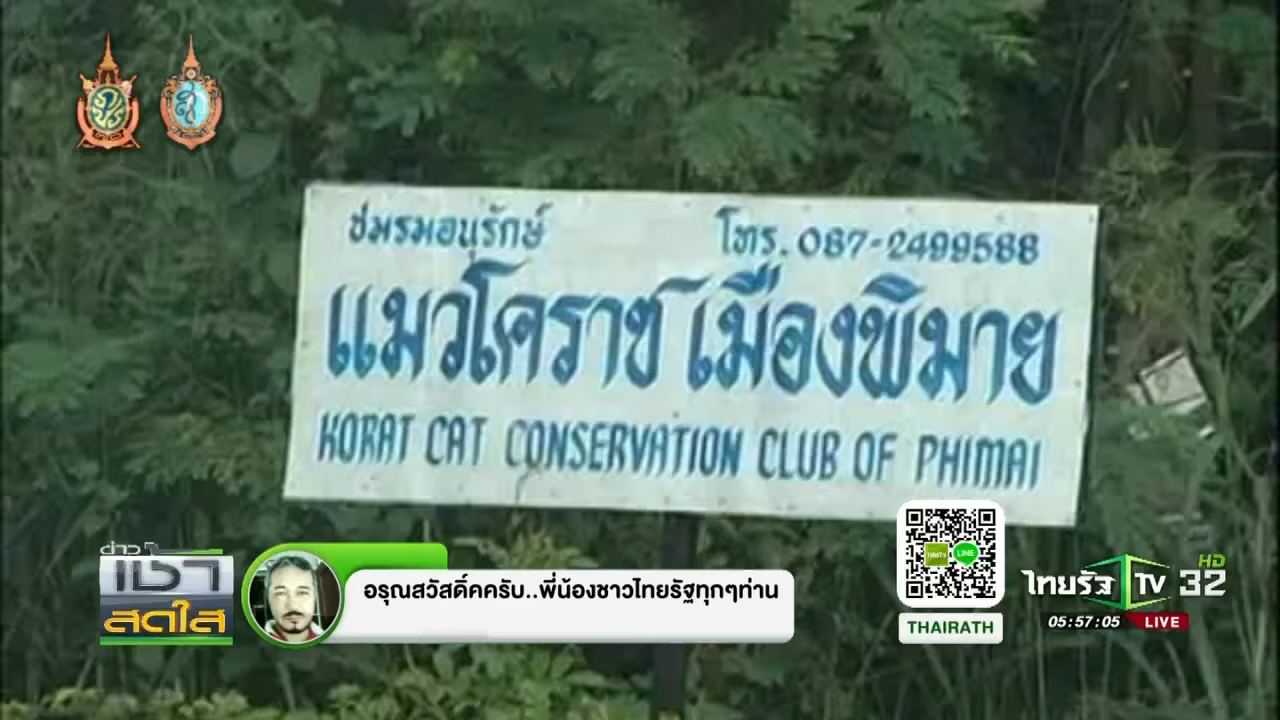 ชมรมอนุรักษ์ โทร. 087-2499588
แมวโคราช เมืองพิมาย
KORAT CAT CONSERVATION CLUB OF PHIMAI
ข่าว
เช้า
สดใส
อรุณสวัสดิ์คครับ..พี่น้องชาวไทยรัฐทุกๆท่าน
LINE
THAIRATH
ไทยรัฐ TV 32 HD
05:57:05 LIVE